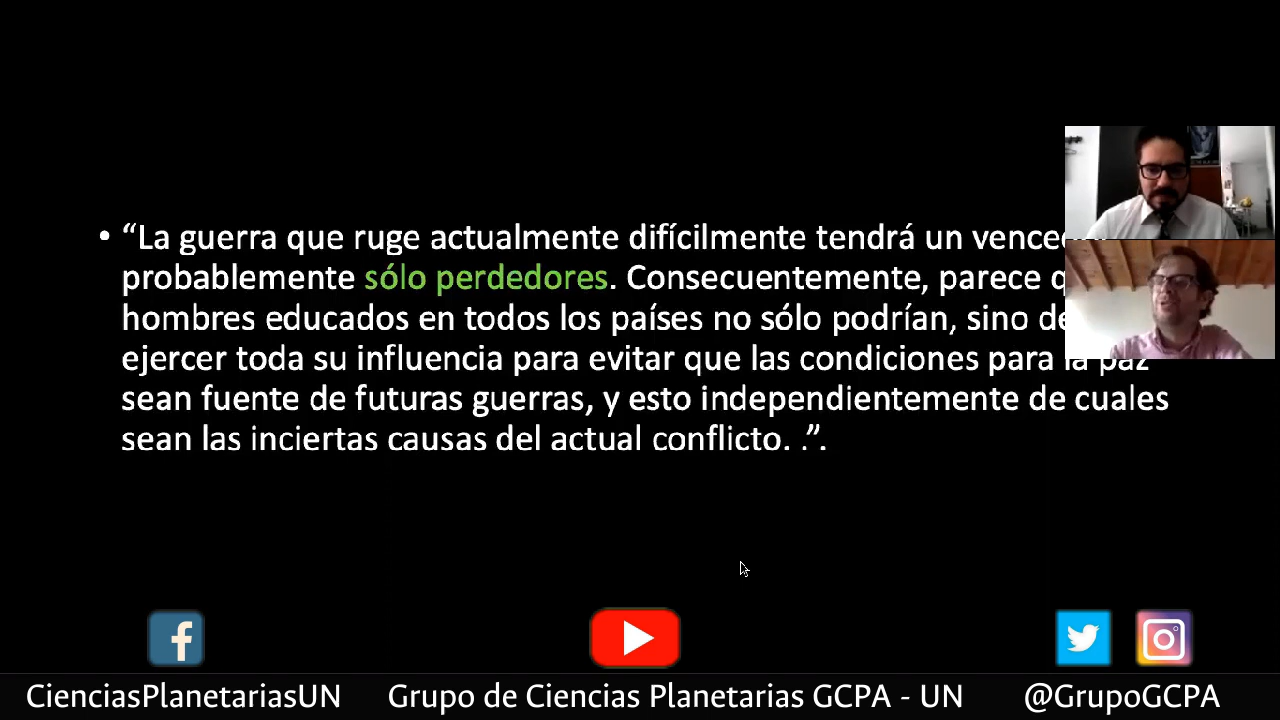 • “La guerra que ruge actualmente difícilmente tendrá un
probablemente sólo perdedores. Consecuentemente, parece
hombres educados en todos los países no sólo podrían, sino
ejercer toda su influencia para evitar que las condiciones para la paz
sean fuente de futuras guerras, y esto independientemente de cuales
sean las inciertas causas del actual conflicto. .”.
CienciasPlanetariasUN Grupo de Ciencias Planetarias GCPA - UN @GrupoGCPA